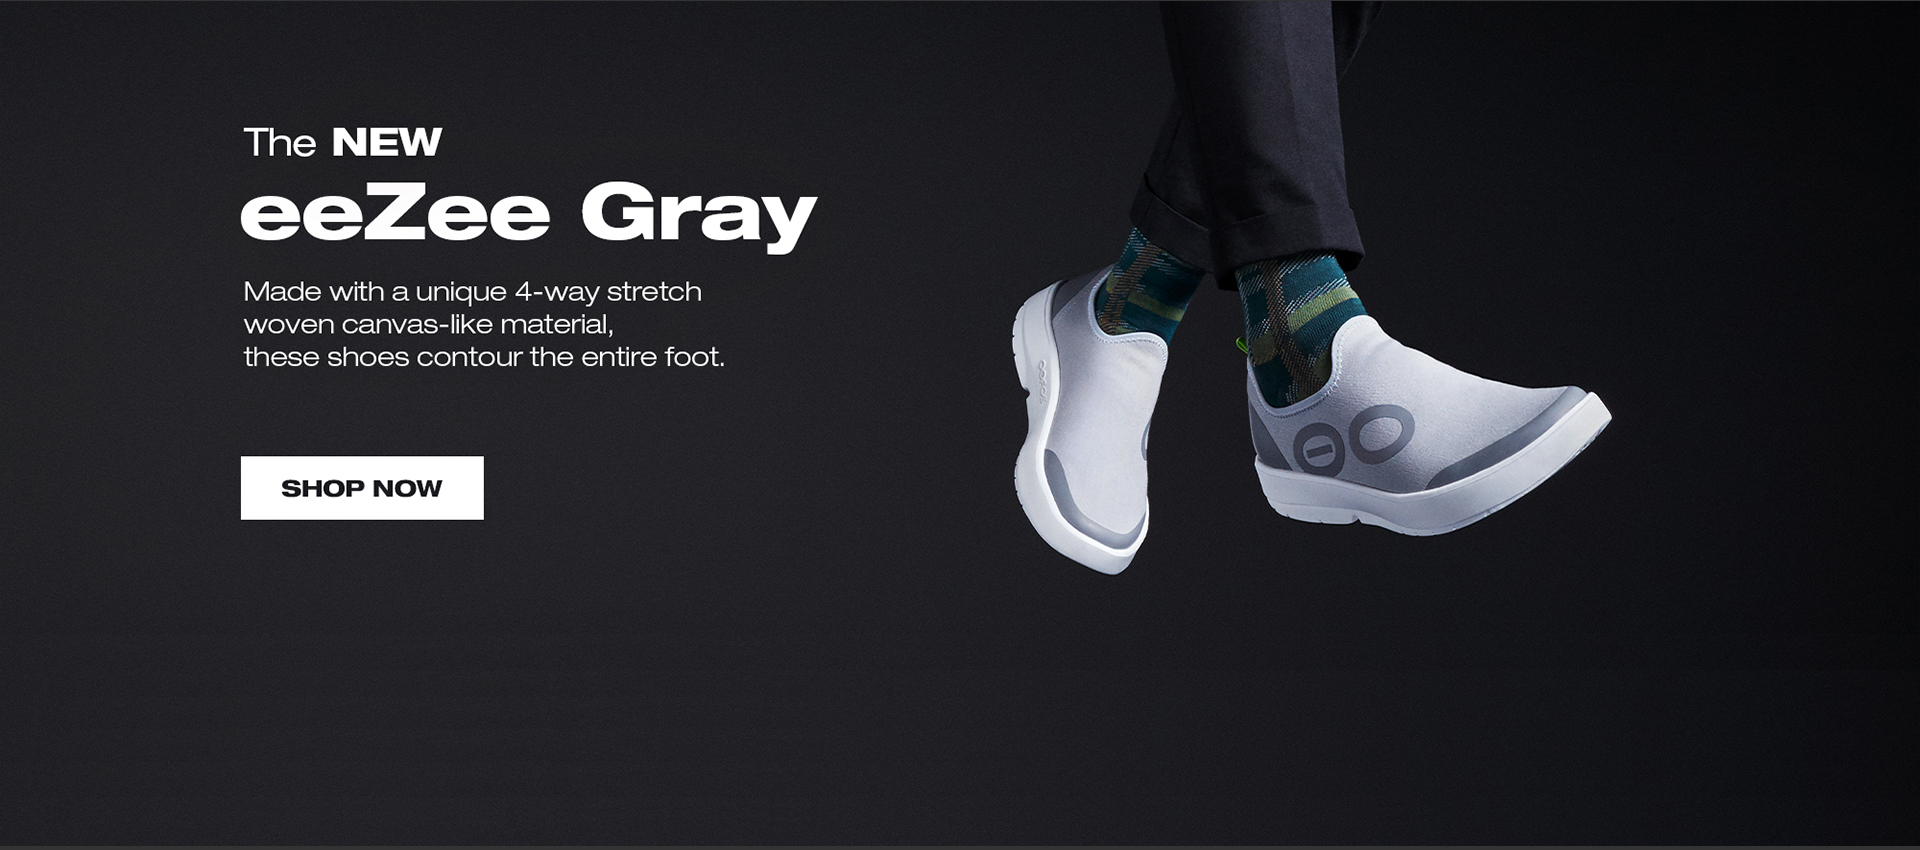 The NEW
eeZee Gray
Made with a unique 4-way stretch
woven canvas-like material,
these shoes contour the entire foot.
SHOP NOW